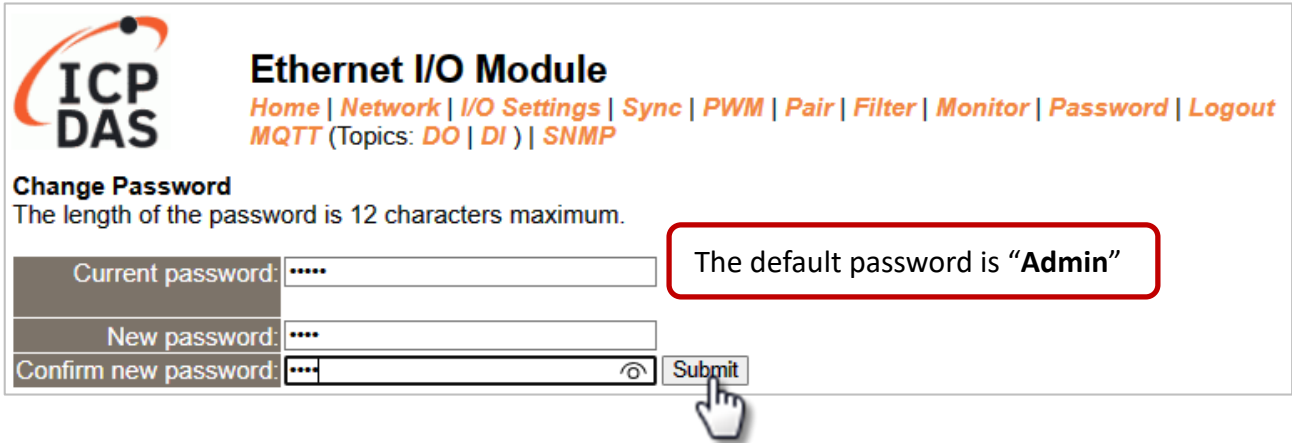 ICP
DAS
Ethernet I/O Module
Home | Network | I/O Settings | Sync | PWM | Pair | Filter | Monitor | Password | Logout
MQTT (Topics: DO | DI ) | SNMP
Change Password
The length of the password is 12 characters maximum.
The default password is “Admin”
Current password: •••••
New password: ••••
Confirm new password: •••• Submit